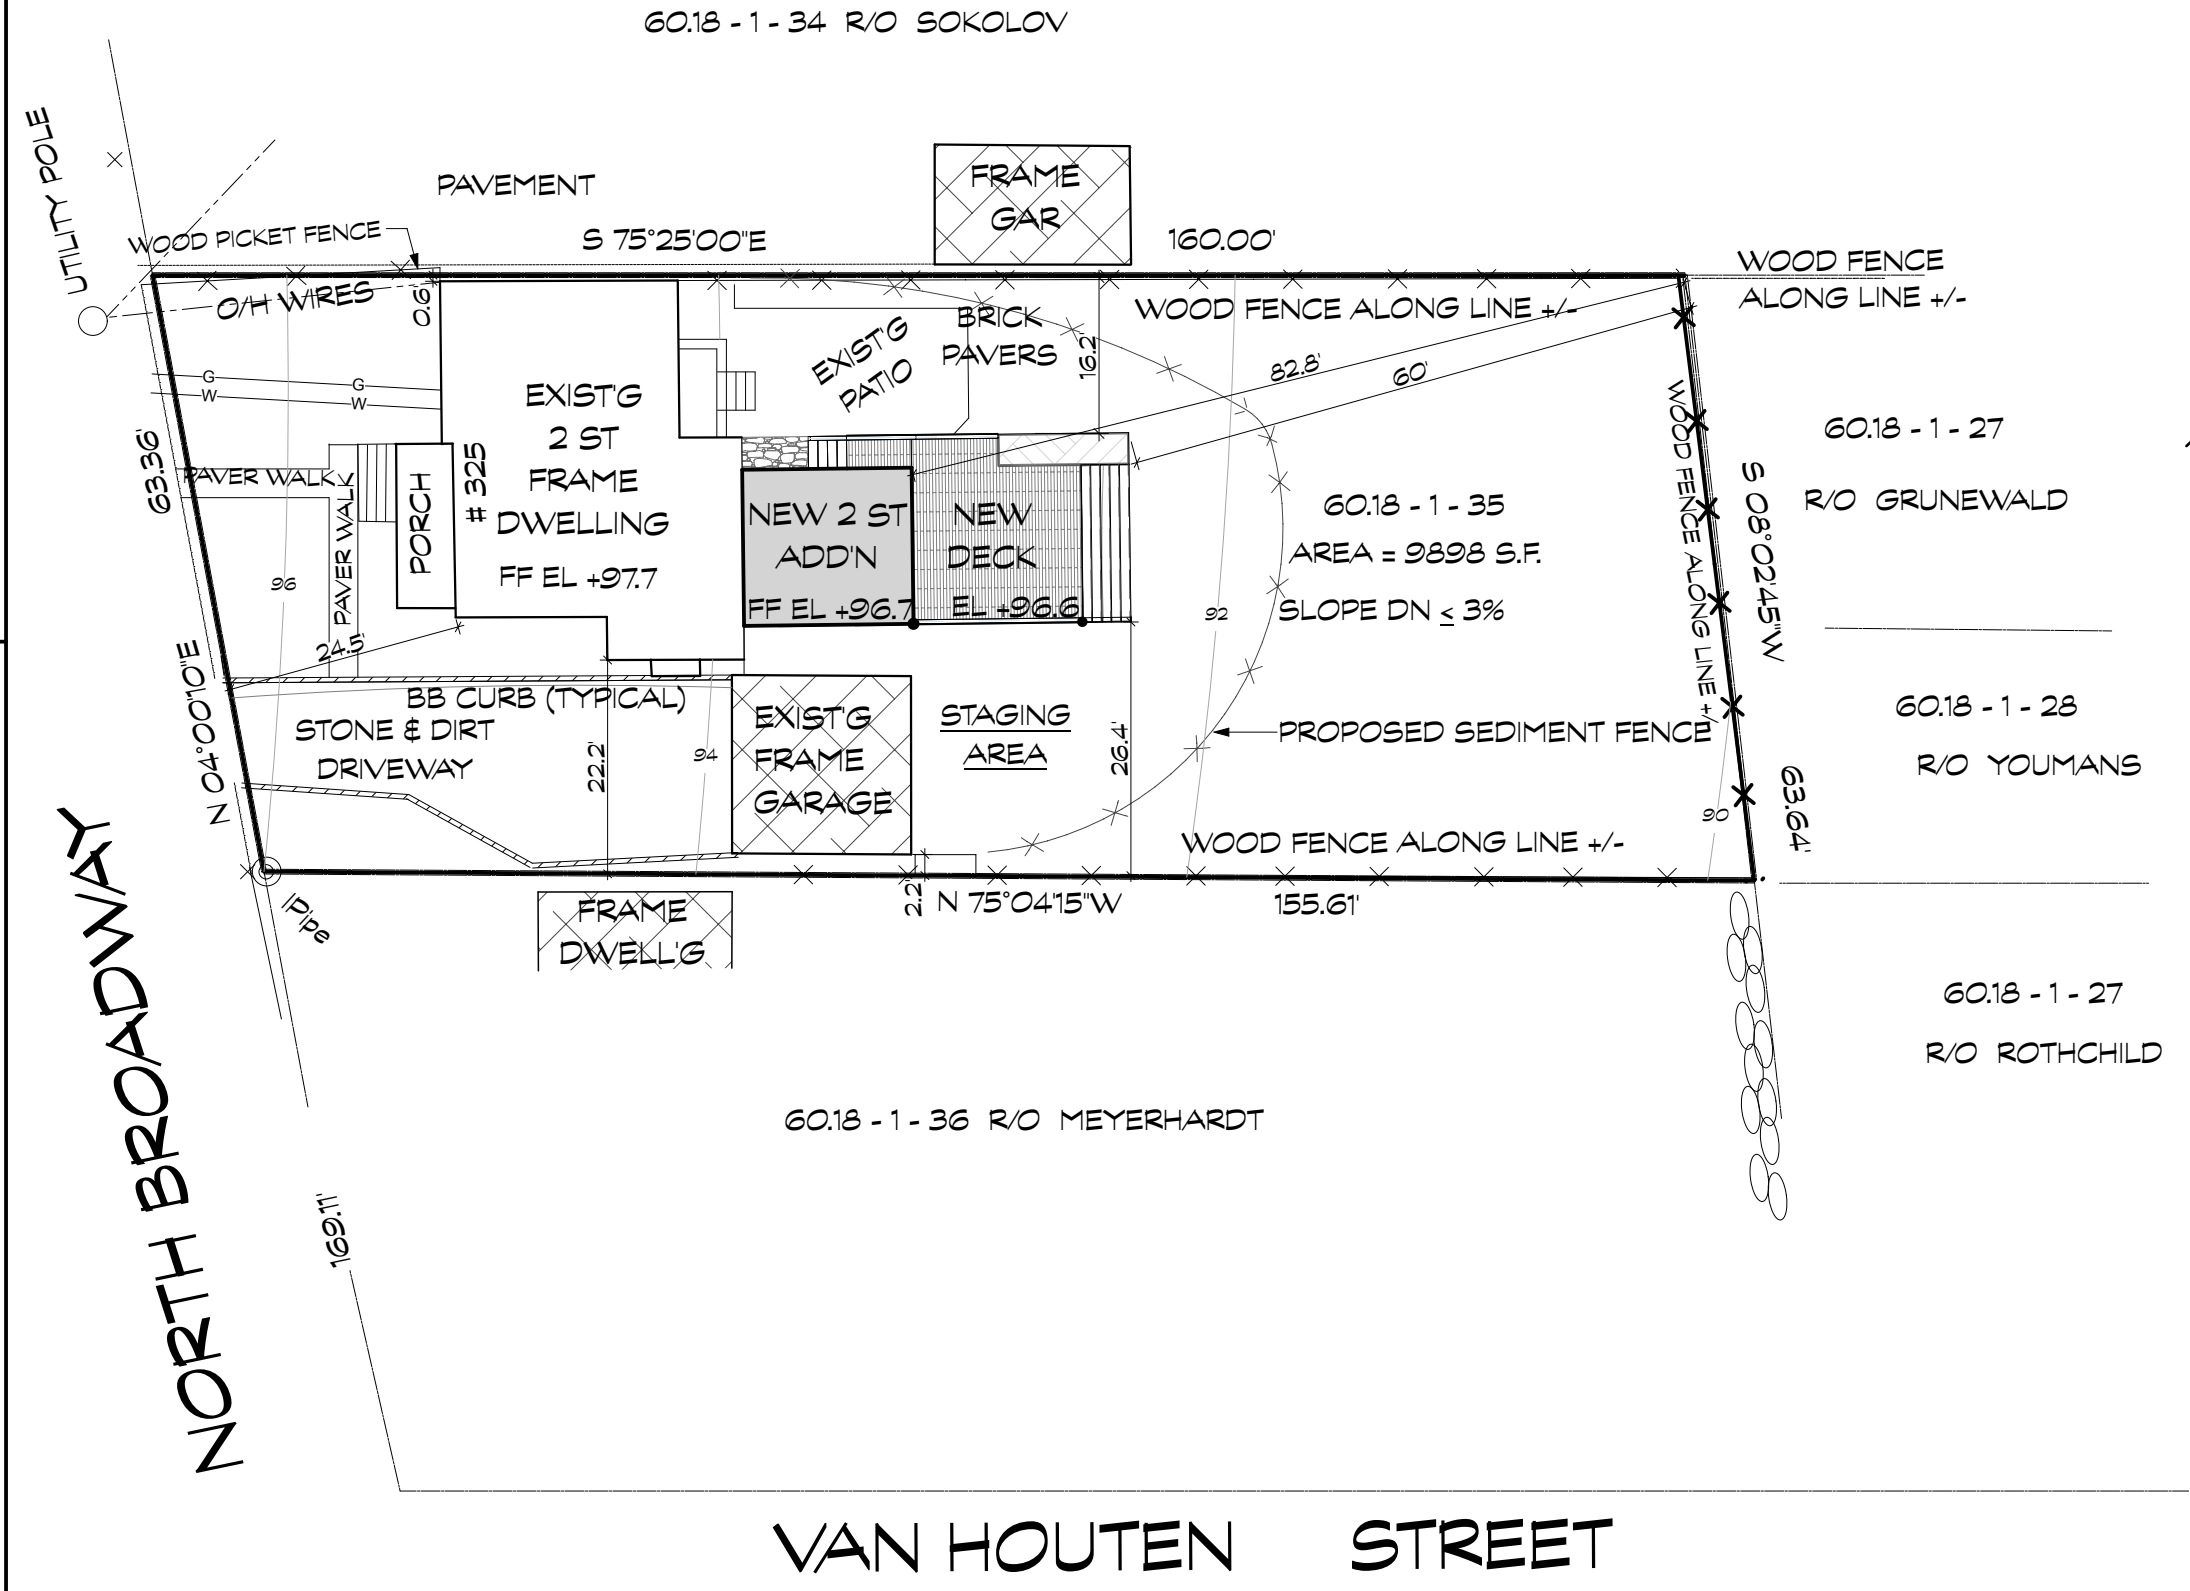 60.18 - 1 - 34 R/O SOKOLOV
UTILITY POLE
PAVEMENT
FRAME
GAR
WOOD PICKET FENCE
S 75°25'00"E
160.00'
WOOD FENCE
ALONG LINE +/-
O/H WIRES
0.6'
BRICK
PAVERS
WOOD FENCE ALONG LINE +/-
EXIST'G
PATIO
16.2'
82.8'
60'
G
G
W
W
EXIST'G
2 ST
FRAME
DWELLING
FF EL +97.7
# 325
PORCH
63.36'
PAVER WALK
PAVER WALK
NEW 2 ST
ADD'N
FF EL +96.7
NEW
DECK
EL +96.6
60.18 - 1 - 35
AREA = 9898 S.F.
SLOPE DN < 3%
WOOD FENCE ALONG LINE +/-
60.18 - 1 - 27
R/O GRUNEWALD
S 08°02'45"W
96
92
24.5'
N 04°00'10"E
BB CURB (TYPICAL)
STONE & DIRT
DRIVEWAY
22.2'
94
EXIST'G
FRAME
GARAGE
STAGING
AREA
26.4'
PROPOSED SEDIMENT FENCE
60.18 - 1 - 28
R/O YOUMANS
63.64'
90
WOOD FENCE ALONG LINE +/-
IPipe
2.2'
N 75°04'15"W
155.61'
FRAME
DWELL'G
60.18 - 1 - 27
R/O ROTHCHILD
60.18 - 1 - 36 R/O MEYERHARDT
NORTH BROADWAY
169.11'
VAN HOUTEN STREET